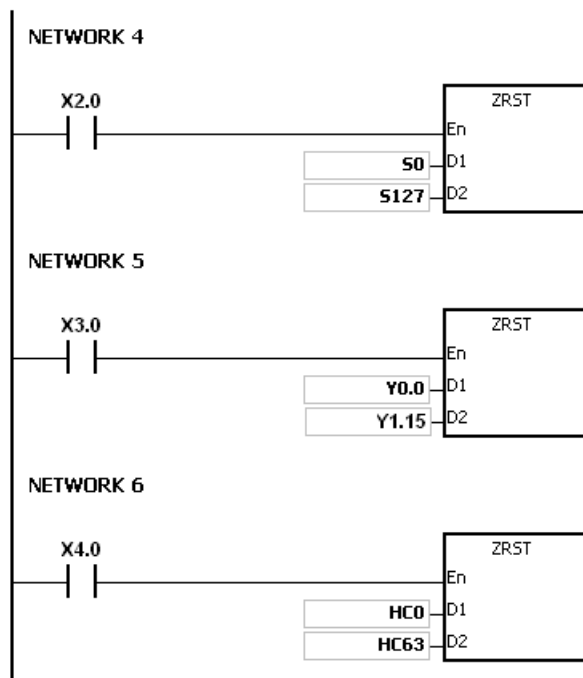 NETWORK 4
X2.0
ZRST
En
S0 D1
S127 D2
NETWORK 5
X3.0
ZRST
En
Y0.0 D1
Y1.15 D2
NETWORK 6
X4.0
ZRST
En
HC0 D1
HC63 D2